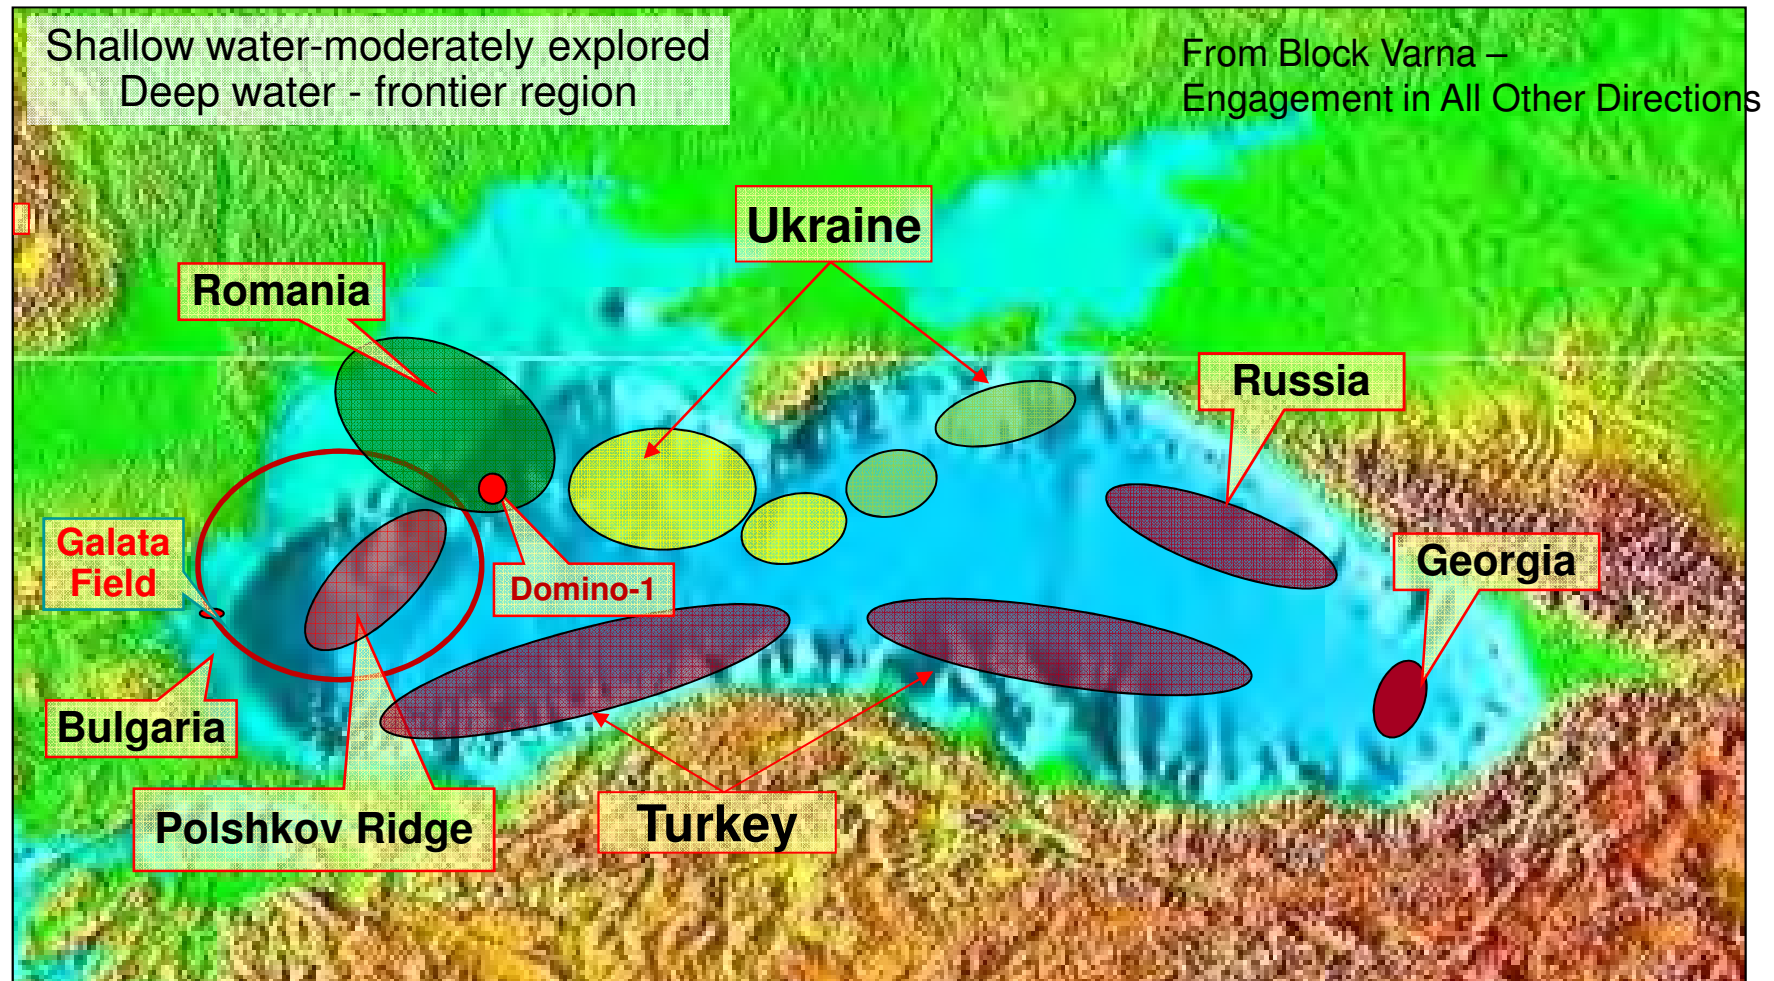 Shallow water-moderately explored
Deep water - frontier region
From Block Varna –
Engagement in All Other Directions
Ukraine
Romania
Russia
Galata
Field
Georgia
Domino-1
Bulgaria
Polshkov Ridge
Turkey